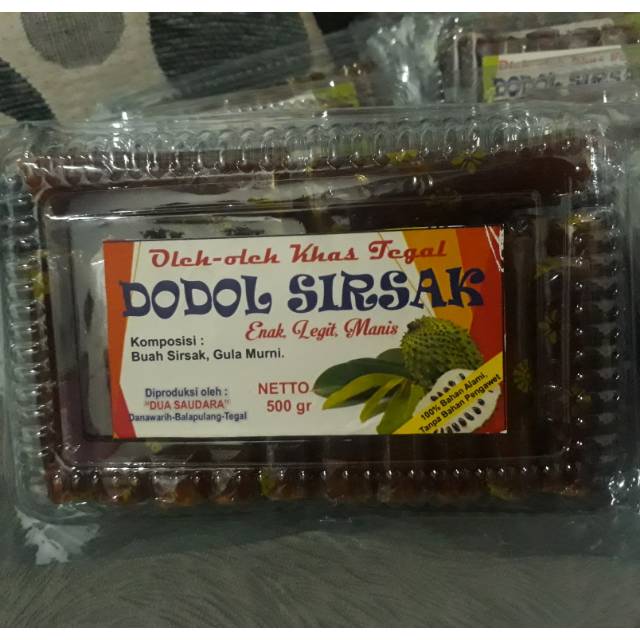 Oleh-oleh Khas Tegal
DODOL SIRSAK
Enak, Legit, Manis
Komposisi :
Buah Sirsak, Gula Murni.
Diproduksi oleh :
"DUA SAUDARA"
Danawarih-Balapulang-Tegal
NETTO
500 gr
100% Bahan Alami,
Tanpa Bahan Pengawet
DODOL SIRSA